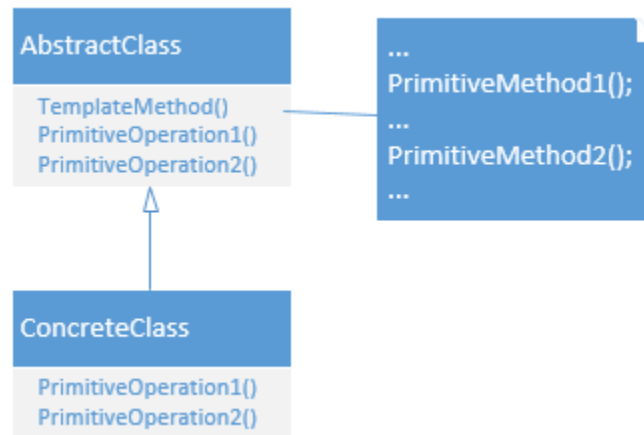 AbstractClass
TemplateMethod()
PrimitiveOperation1()
PrimitiveOperation2()
...
PrimitiveMethod1();
...
PrimitiveMethod2();
...
ConcreteClass
PrimitiveOperation1()
PrimitiveOperation2()